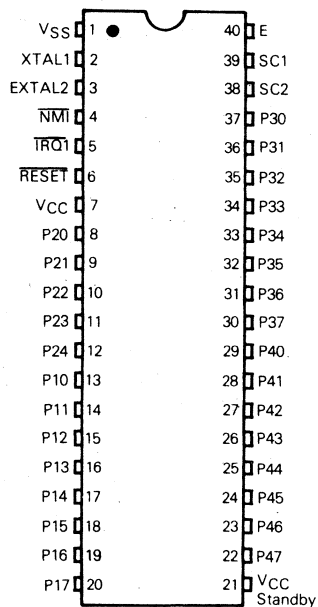 VSS 1 40 E
XTAL1 2 39 SC1
EXTAL2 3 38 SC2
NMI 4 37 P30
IRQ1 5 36 P31
RESET 6 35 P32
VCC 7 34 P33
P20 8 33 P34
P21 9 32 P35
P22 10 31 P36
P23 11 30 P37
P24 12 29 P40
P10 13 28 P41
P11 14 27 P42
P12 15 26 P43
P13 16 25 P44
P14 17 24 P45
P15 18 23 P46
P16 19 22 P47
P17 20 21 VCC
Standby